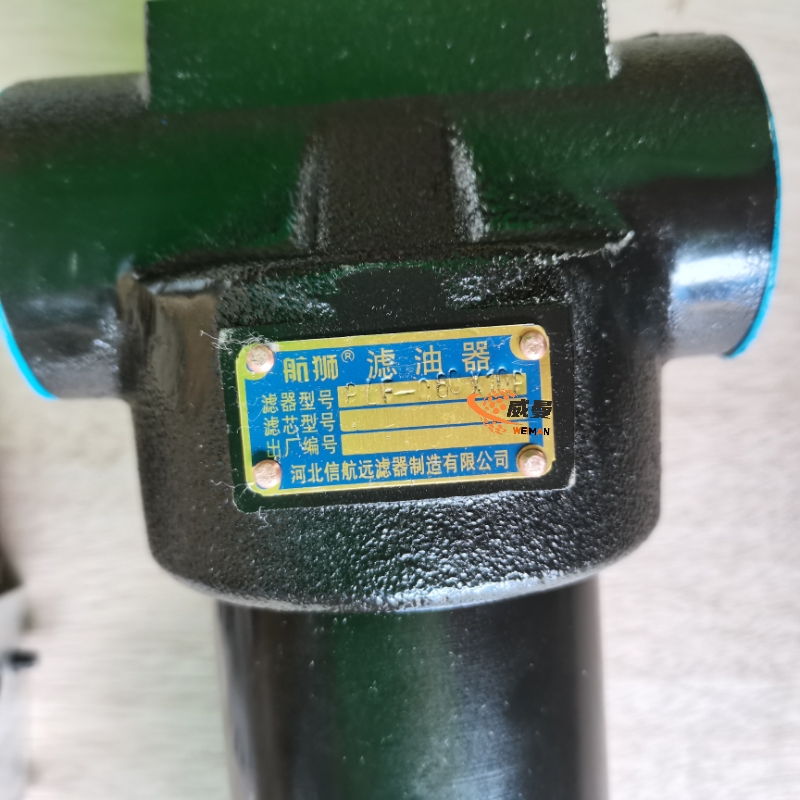 航狮® 滤油器
滤器型号
滤芯型号
出厂编号
河北信航远滤器制造有限公司
威曼
WEMAN